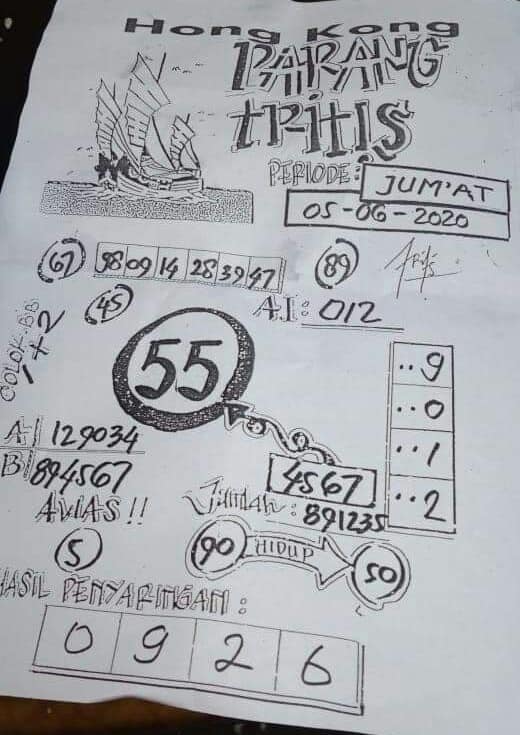 Hong Kong
PARANG
tRitIS
PERIODE: JUM'AT
05-06-2020
67 98 09 14 28 39 47 89
45 A.I: 012
COLOK.BB
1 + 2
55
..9
..0
..1
..2
A 129034
B 894567
4567
AWAS!!
Jumlah: 891235
5
90 HIDUP 50
HASIL PENYARINGAN:
0 9 2 6